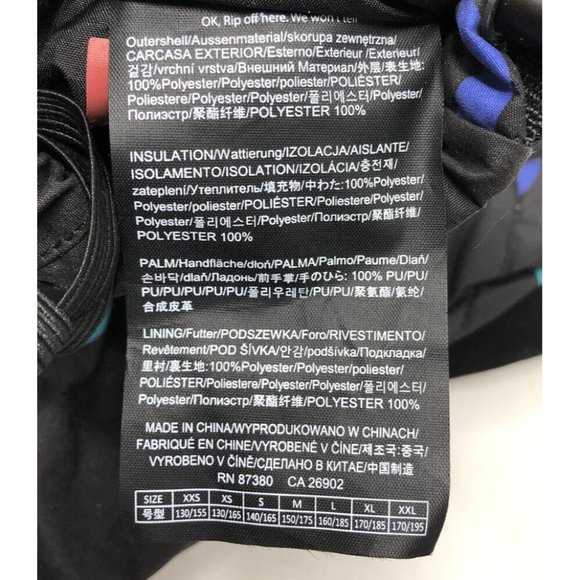 OK, Rip off here. We won't tell
Outershell/Aussenmaterial/skorupa zewnętrzna/
CARCASA EXTERIOR/Esterno/Exterieur /Exterieur/
겉감/vrchni vrstva/Внешний Материал/外层/表生地:
100%Polyester/Polyester/poliester/POLIÉSTER/
Poliestere/Polyester/Polyester/폴리에스터/Polyester/
Полиэстр/聚酯纤维/POLYESTER 100%
INSULATION/Wattierung/IZOLACJA/AISLANTE/
ISOLAMENTO/ISOLATION/IZOLÁCIA/충전재/
zateplení/Утеплитель/填充物/中わた:100%Polyester/
Polyester/poliester/POLIÉSTER/Poliestere/Polyester/
Polyester/폴리에스터/Polyester/Полиэстр/聚酯纤维/
POLYESTER 100%
PALM/Handfläche/dłoń/PALMA/Palmo/Paume/Dlaň/
손바닥/dlaň/Ладонь/前手掌/手のひら: 100% PU/PU/
PU/PU/PU/PU/PU/폴리우레탄/PU/PU/聚氨酯/氨纶/
合成皮革
LINING/Futter/PODSZEWKA/Foro/RIVESTIMENTO/
Revêtement/POD ŠÍVKA/안감/podšívka/Подкладка/
里衬/裏生地:100%Polyester/Polyester/poliester/
POLIÉSTER/Poliestere/Polyester/Polyester/폴리에스터/
Polyester/Полиэстр/聚酯纤维/POLYESTER 100%
MADE IN CHINA/WYPRODUKOWANO W CHINACH/
FABRIQUÉ EN CHINE/VYROBENÉ V ČÍNE/제조국:중국/
VYROBENO V ČÍNĚ/СДЕЛАНО В КИТАЕ/中国制造
RN 87380 CA 26902
SIZE XXS XS S M L XL XXL
号型 130/155 130/165 140/165 150/175 160/185 170/185 170/195